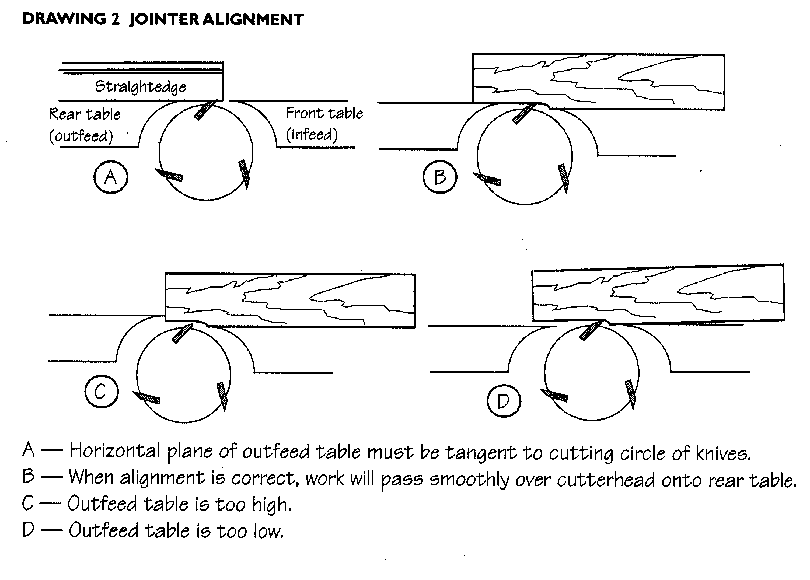 DRAWING 2 JOINTER ALIGNMENT
Straightedge
Rear table
(outfeed)
Front table
(infeed)
A
B
C
D
A — Horizontal plane of outfeed table must be tangent to cutting circle of knives.
B — When alignment is correct, work will pass smoothly over cutterhead onto rear table.
C — Outfeed table is too high.
D — Outfeed table is too low.